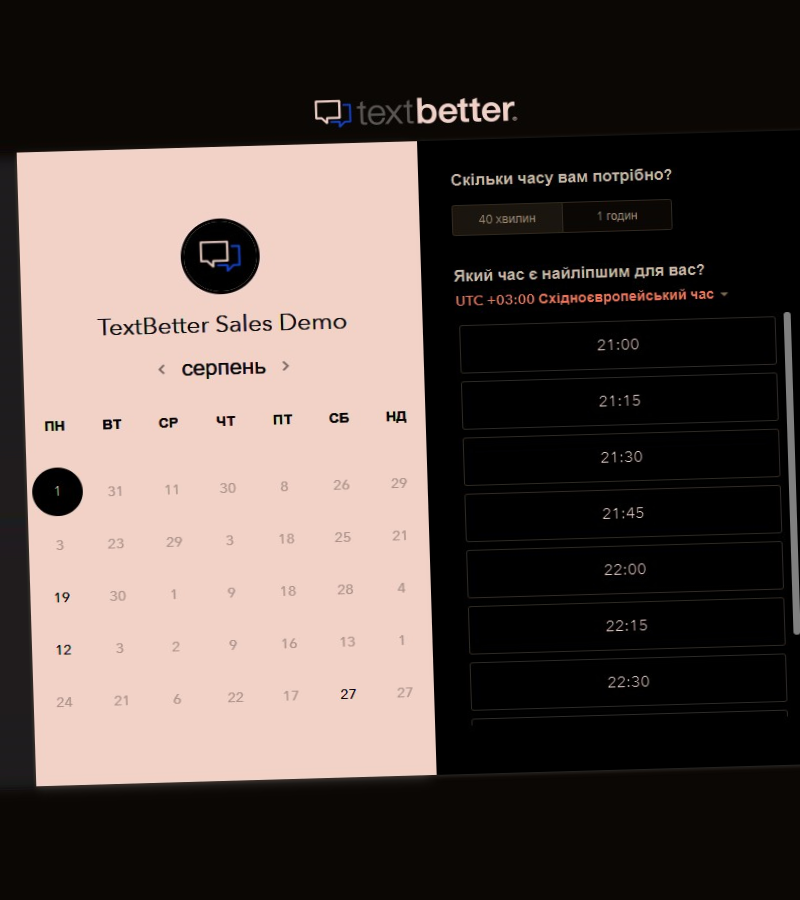 textbetter.
TextBetter Sales Demo
серпень
ПН ВТ СР ЧТ ПТ СБ НД
1 31 11 30 8 26 29
3 23 29 3 18 25 21
19 30 1 9 18 28 4
12 3 2 9 16 13 1
24 21 6 22 17 27 27
Скільки часу вам потрібно?
40 хвилин 1 годин
Який час є найліпшим для вас?
UTC +03:00 Східноєвропейський час
21:00
21:15
21:30
21:45
22:00
22:15
22:30